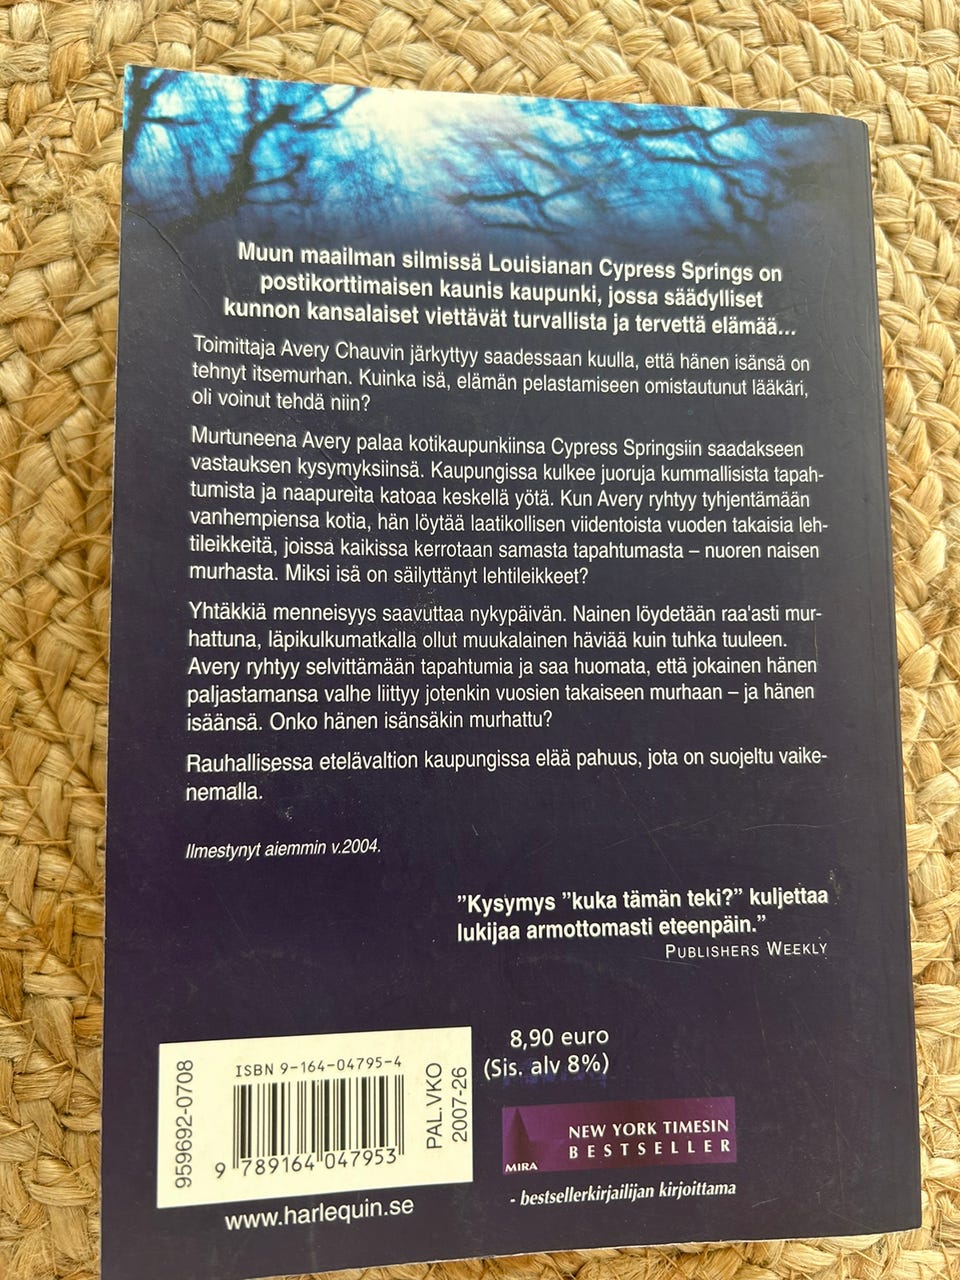 Muun maailman silmissä Louisianan Cypress Springs on
postikorttimaisen kaunis kaupunki, jossa säädylliset
kunnon kansalaiset viettävät turvallista ja tervettä elämää...
Toimittaja Avery Chauvin järkyttyy saadessaan kuulla, että hänen isänsä on
tehnyt itsemurhan. Kuinka isä, elämän pelastamiseen omistautunut lääkäri,
oli voinut tehdä niin?
Murtuneena Avery palaa kotikaupunkiinsa Cypress Springsiin saadakseen
vastauksen kysymyksiinsä. Kaupungissa kulkee juoruja kummallisista tapah-
tumista ja naapureita katoaa keskellä yötä. Kun Avery ryhtyy tyhjentämään
vanhempiensa kotia, hän löytää laatikollisen viidentoista vuoden takaisia leh-
tileikkeitä, joissa kaikissa kerrotaan samasta tapahtumasta – nuoren naisen
murhasta. Miksi isä on säilyttänyt lehtileikkeet?
Yhtäkkiä menneisyys saavuttaa nykypäivän. Nainen löydetään raa'asti mur-
hattuna, läpikulkumatkalla ollut muukalainen häviää kuin tuhka tuuleen.
Avery ryhtyy selvittämään tapahtumia ja saa huomata, että jokainen hänen
paljastamansa valhe liittyy jotenkin vuosien takaiseen murhaan – ja hänen
isäänsä. Onko hänen isänsäkin murhattu?
Rauhallisessa etelävaltion kaupungissa elää pahuus, jota on suojeltu vaike-
nemalla.
Ilmestynyt aiemmin v.2004.
"Kysymys "kuka tämän teki?" kuljettaa
lukijaa armottomasti eteenpäin."
PUBLISHERS WEEKLY
959692-0708
ISBN 9-164-04795-4
9 789164 047953
PAL.VKO
2007-26
www.harlequin.se
8,90 euro
(Sis. alv 8%)
MIRA
NEW YORK TIMESIN
BESTSELLER
- bestsellerkirjailijan kirjoittama